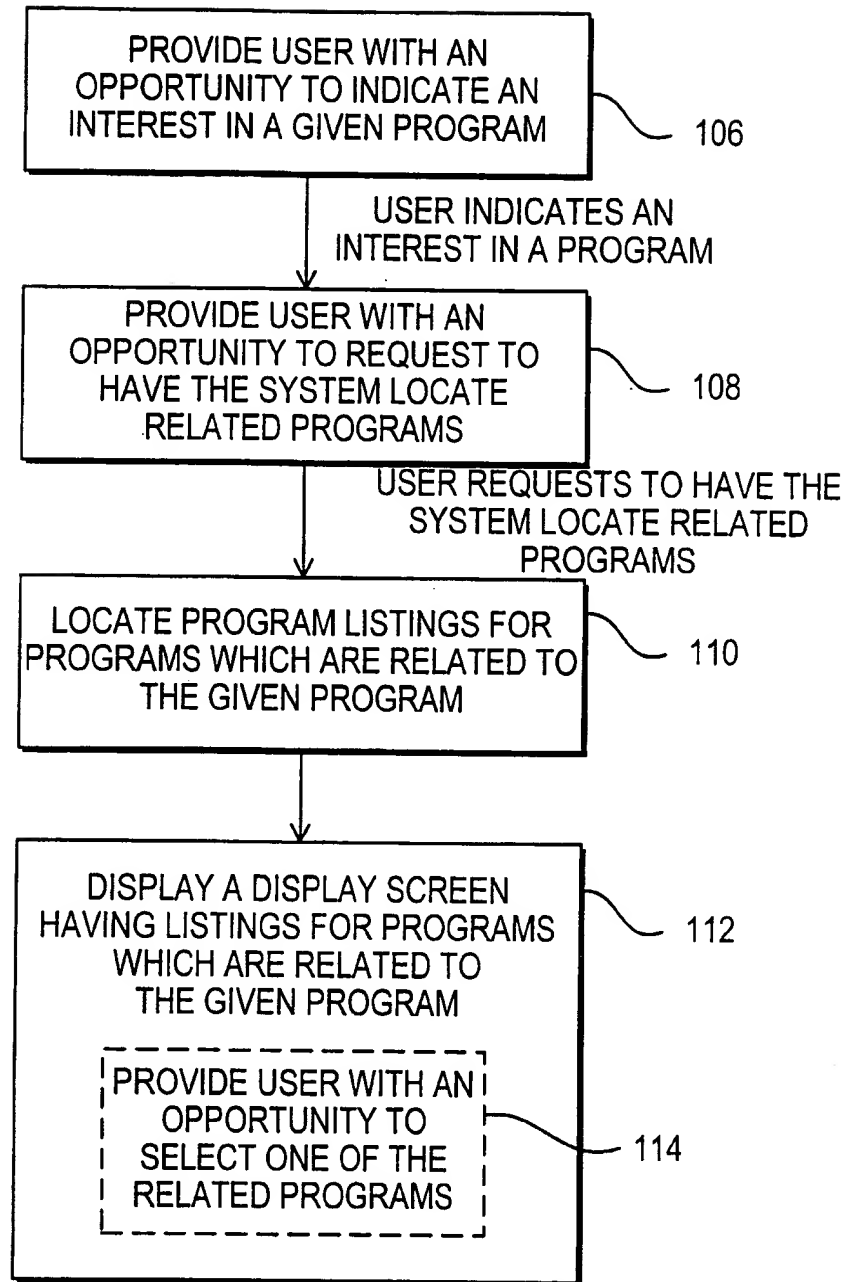 PROVIDE USER WITH AN
OPPORTUNITY TO INDICATE AN
INTEREST IN A GIVEN PROGRAM
106
USER INDICATES AN
INTEREST IN A PROGRAM
PROVIDE USER WITH AN
OPPORTUNITY TO REQUEST TO
HAVE THE SYSTEM LOCATE
RELATED PROGRAMS
108
USER REQUESTS TO HAVE THE
SYSTEM LOCATE RELATED
PROGRAMS
LOCATE PROGRAM LISTINGS FOR
PROGRAMS WHICH ARE RELATED TO
THE GIVEN PROGRAM
110
DISPLAY A DISPLAY SCREEN
HAVING LISTINGS FOR PROGRAMS
WHICH ARE RELATED TO
THE GIVEN PROGRAM
112
PROVIDE USER WITH AN
OPPORTUNITY TO
SELECT ONE OF THE
RELATED PROGRAMS
114